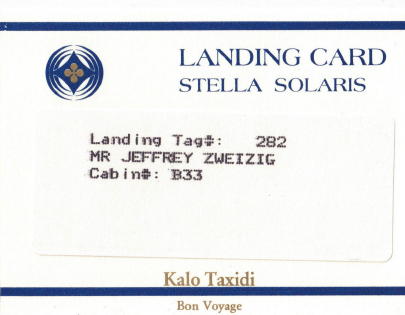 LANDING CARD
STELLA SOLARIS
Landing Tag#: 282
MR JEFFREY ZWEIZIG
Cabin#: B33
Kalo Taxidi
Bon Voyage